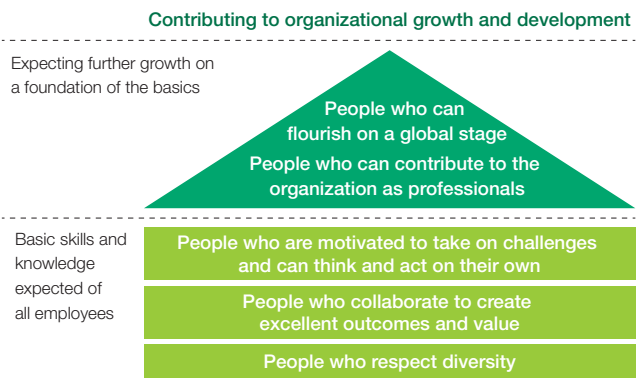 Contributing to organizational growth and development
Expecting further growth on
a foundation of the basics
People who can
flourish on a global stage
People who can contribute to the
organization as professionals
Basic skills and
knowledge
expected of
all employees
People who are motivated to take on challenges
and can think and act on their own
People who collaborate to create
excellent outcomes and value
People who respect diversity